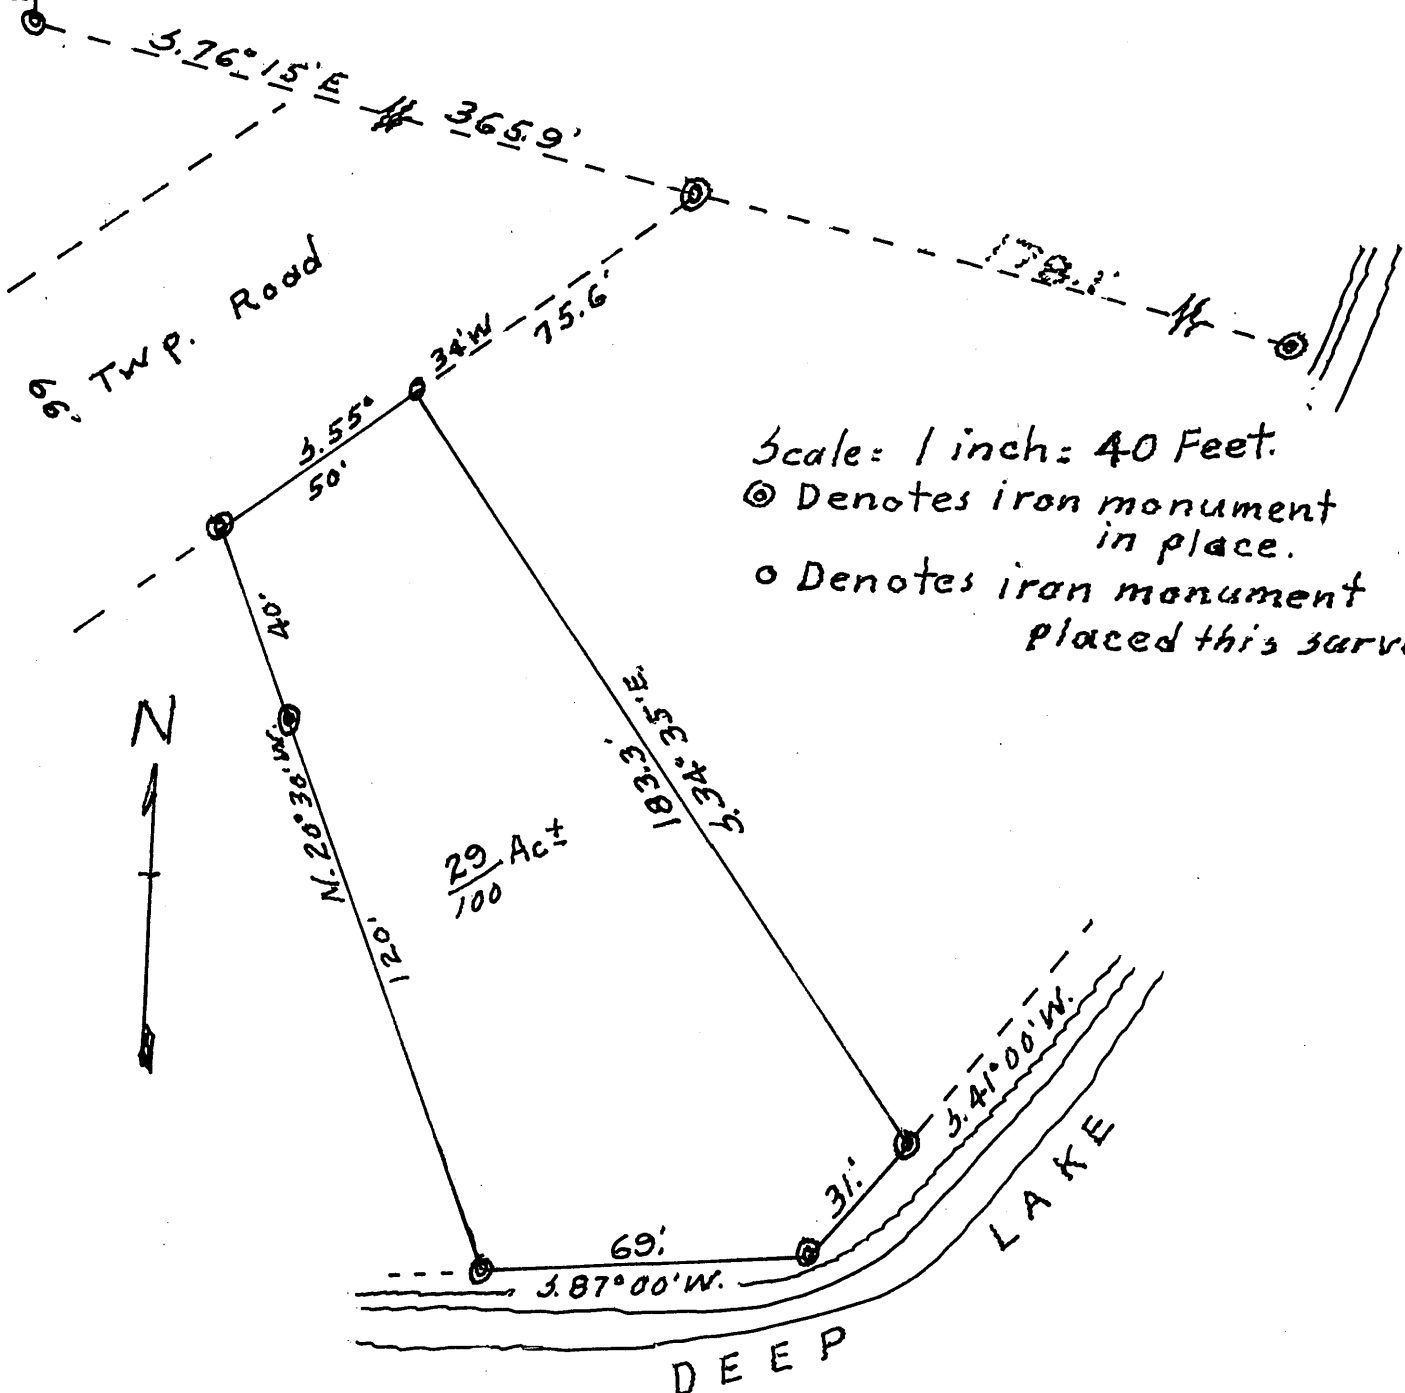 S. 76° 15' E
365.9'
178.1'
66' Twp. Road
75.6'
S. 55° 34' W
50'
Scale = 1 inch = 40 Feet.
◎ Denotes iron monument
in place.
o Denotes iron monument
placed this surv
40'
N
N. 20° 30' W.
120'
29/100 Ac ±
183.3'
S. 34° 35' E.
31.'
S. 41° 00' W.
69.'
S. 87° 00' W.
DEEP LAKE